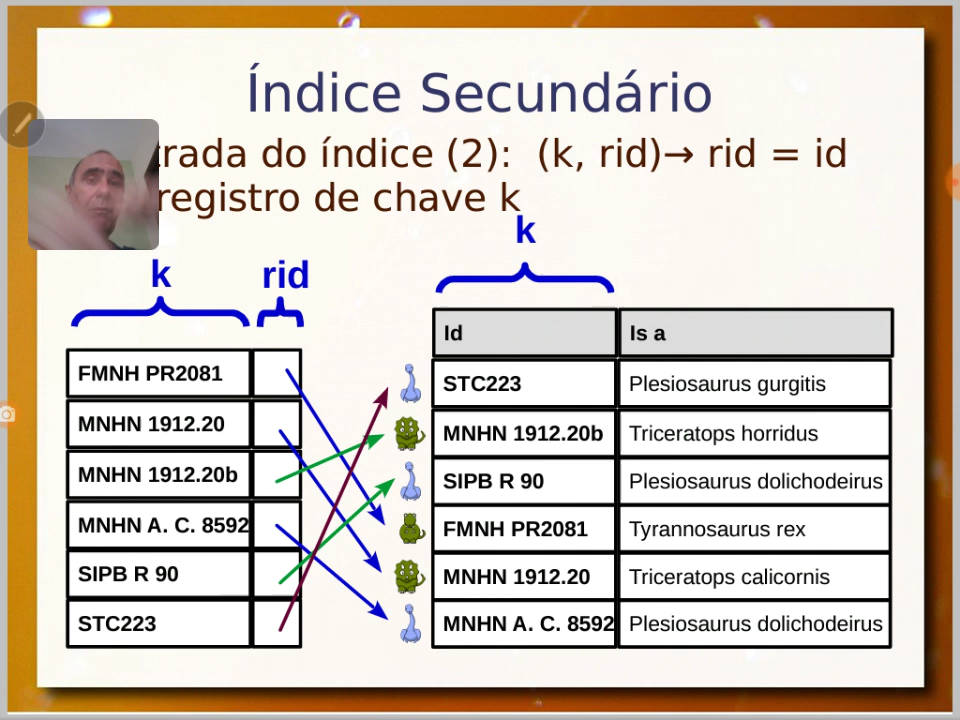 Índice Secundário
trada do índice (2): (k, rid)→ rid = id
registro de chave k
k
k rid
Id Is a
FMNH PR2081
STC223 Plesiosaurus gurgitis
MNHN 1912.20
MNHN 1912.20b Triceratops horridus
MNHN 1912.20b
SIPB R 90 Plesiosaurus dolichodeirus
MNHN A. C. 8592
FMNH PR2081 Tyrannosaurus rex
SIPB R 90
MNHN 1912.20 Triceratops calicornis
STC223
MNHN A. C. 8592 Plesiosaurus dolichodeirus